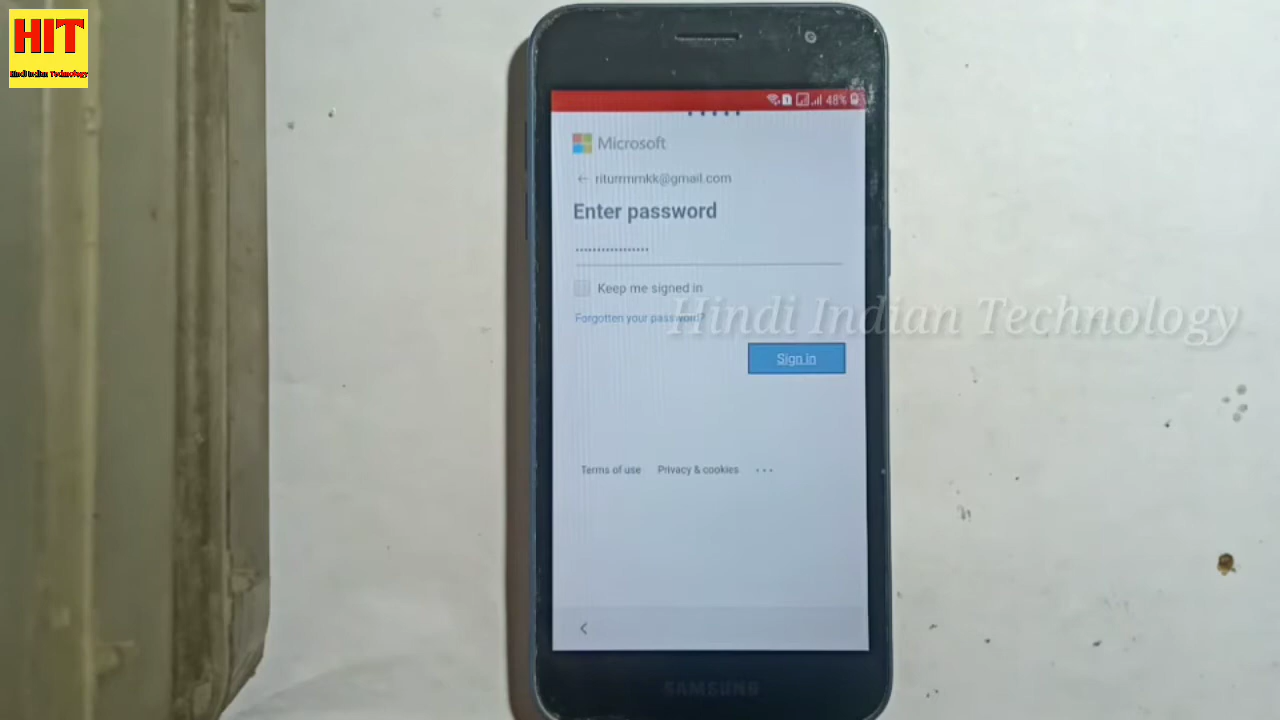 HIT
Hindi Indian Technology
48%
Microsoft
← riturrmmkk@gmail.com
Enter password
Keep me signed in
Forgotten your password?
Hindi Indian Technology
Sign in
Terms of use Privacy & cookies ...
SAMSUNG